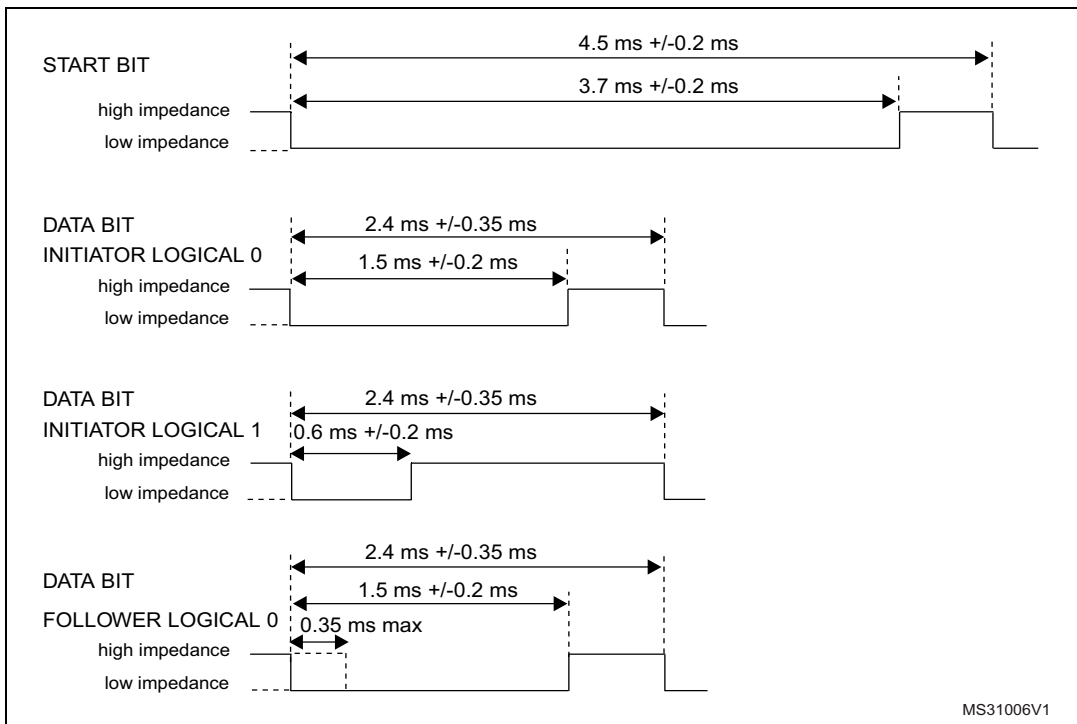 4.5 ms +/-0.2 ms
START BIT
3.7 ms +/-0.2 ms
high impedance
low impedance
DATA BIT
2.4 ms +/-0.35 ms
INITIATOR LOGICAL 0
1.5 ms +/-0.2 ms
high impedance
low impedance
DATA BIT
2.4 ms +/-0.35 ms
INITIATOR LOGICAL 1
0.6 ms +/-0.2 ms
high impedance
low impedance
2.4 ms +/-0.35 ms
DATA BIT
1.5 ms +/-0.2 ms
FOLLOWER LOGICAL 0
0.35 ms max
high impedance
low impedance
MS31006V1